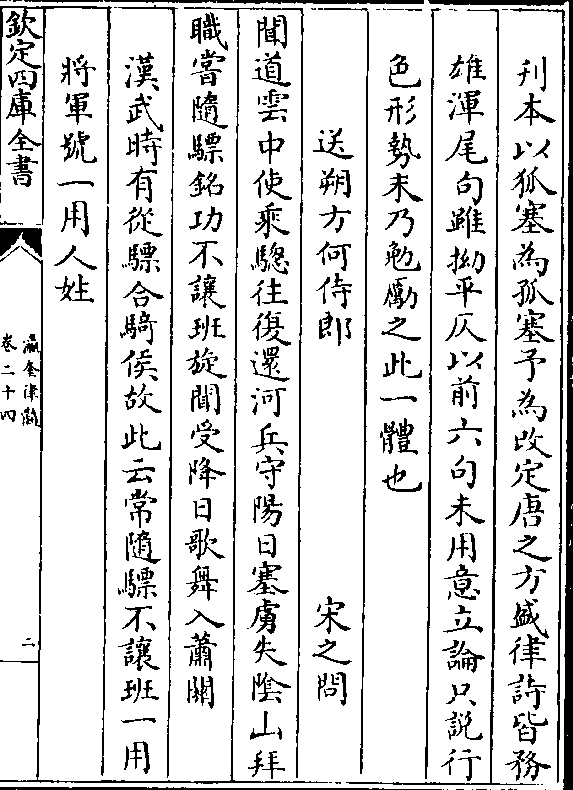 刋本以狐塞為孤塞予為改定唐之方盛律詩皆務
雄渾尾句雖拗平仄以前六句未用意立論只説行
色形勢末乃勉勵之此一體也
送朔方何侍郎 宋之問
聞道雲中使乘驄往復還河兵守陽日塞虜失隂山拜
職嘗隨驃銘功不讓班旋聞受降日歌舞入蕭關
漢武時有從驃合騎侯故此云常隨驃不讓班一用
將軍號一用人姓
欽定四庫全書
瀛奎律髓
卷二十四
二